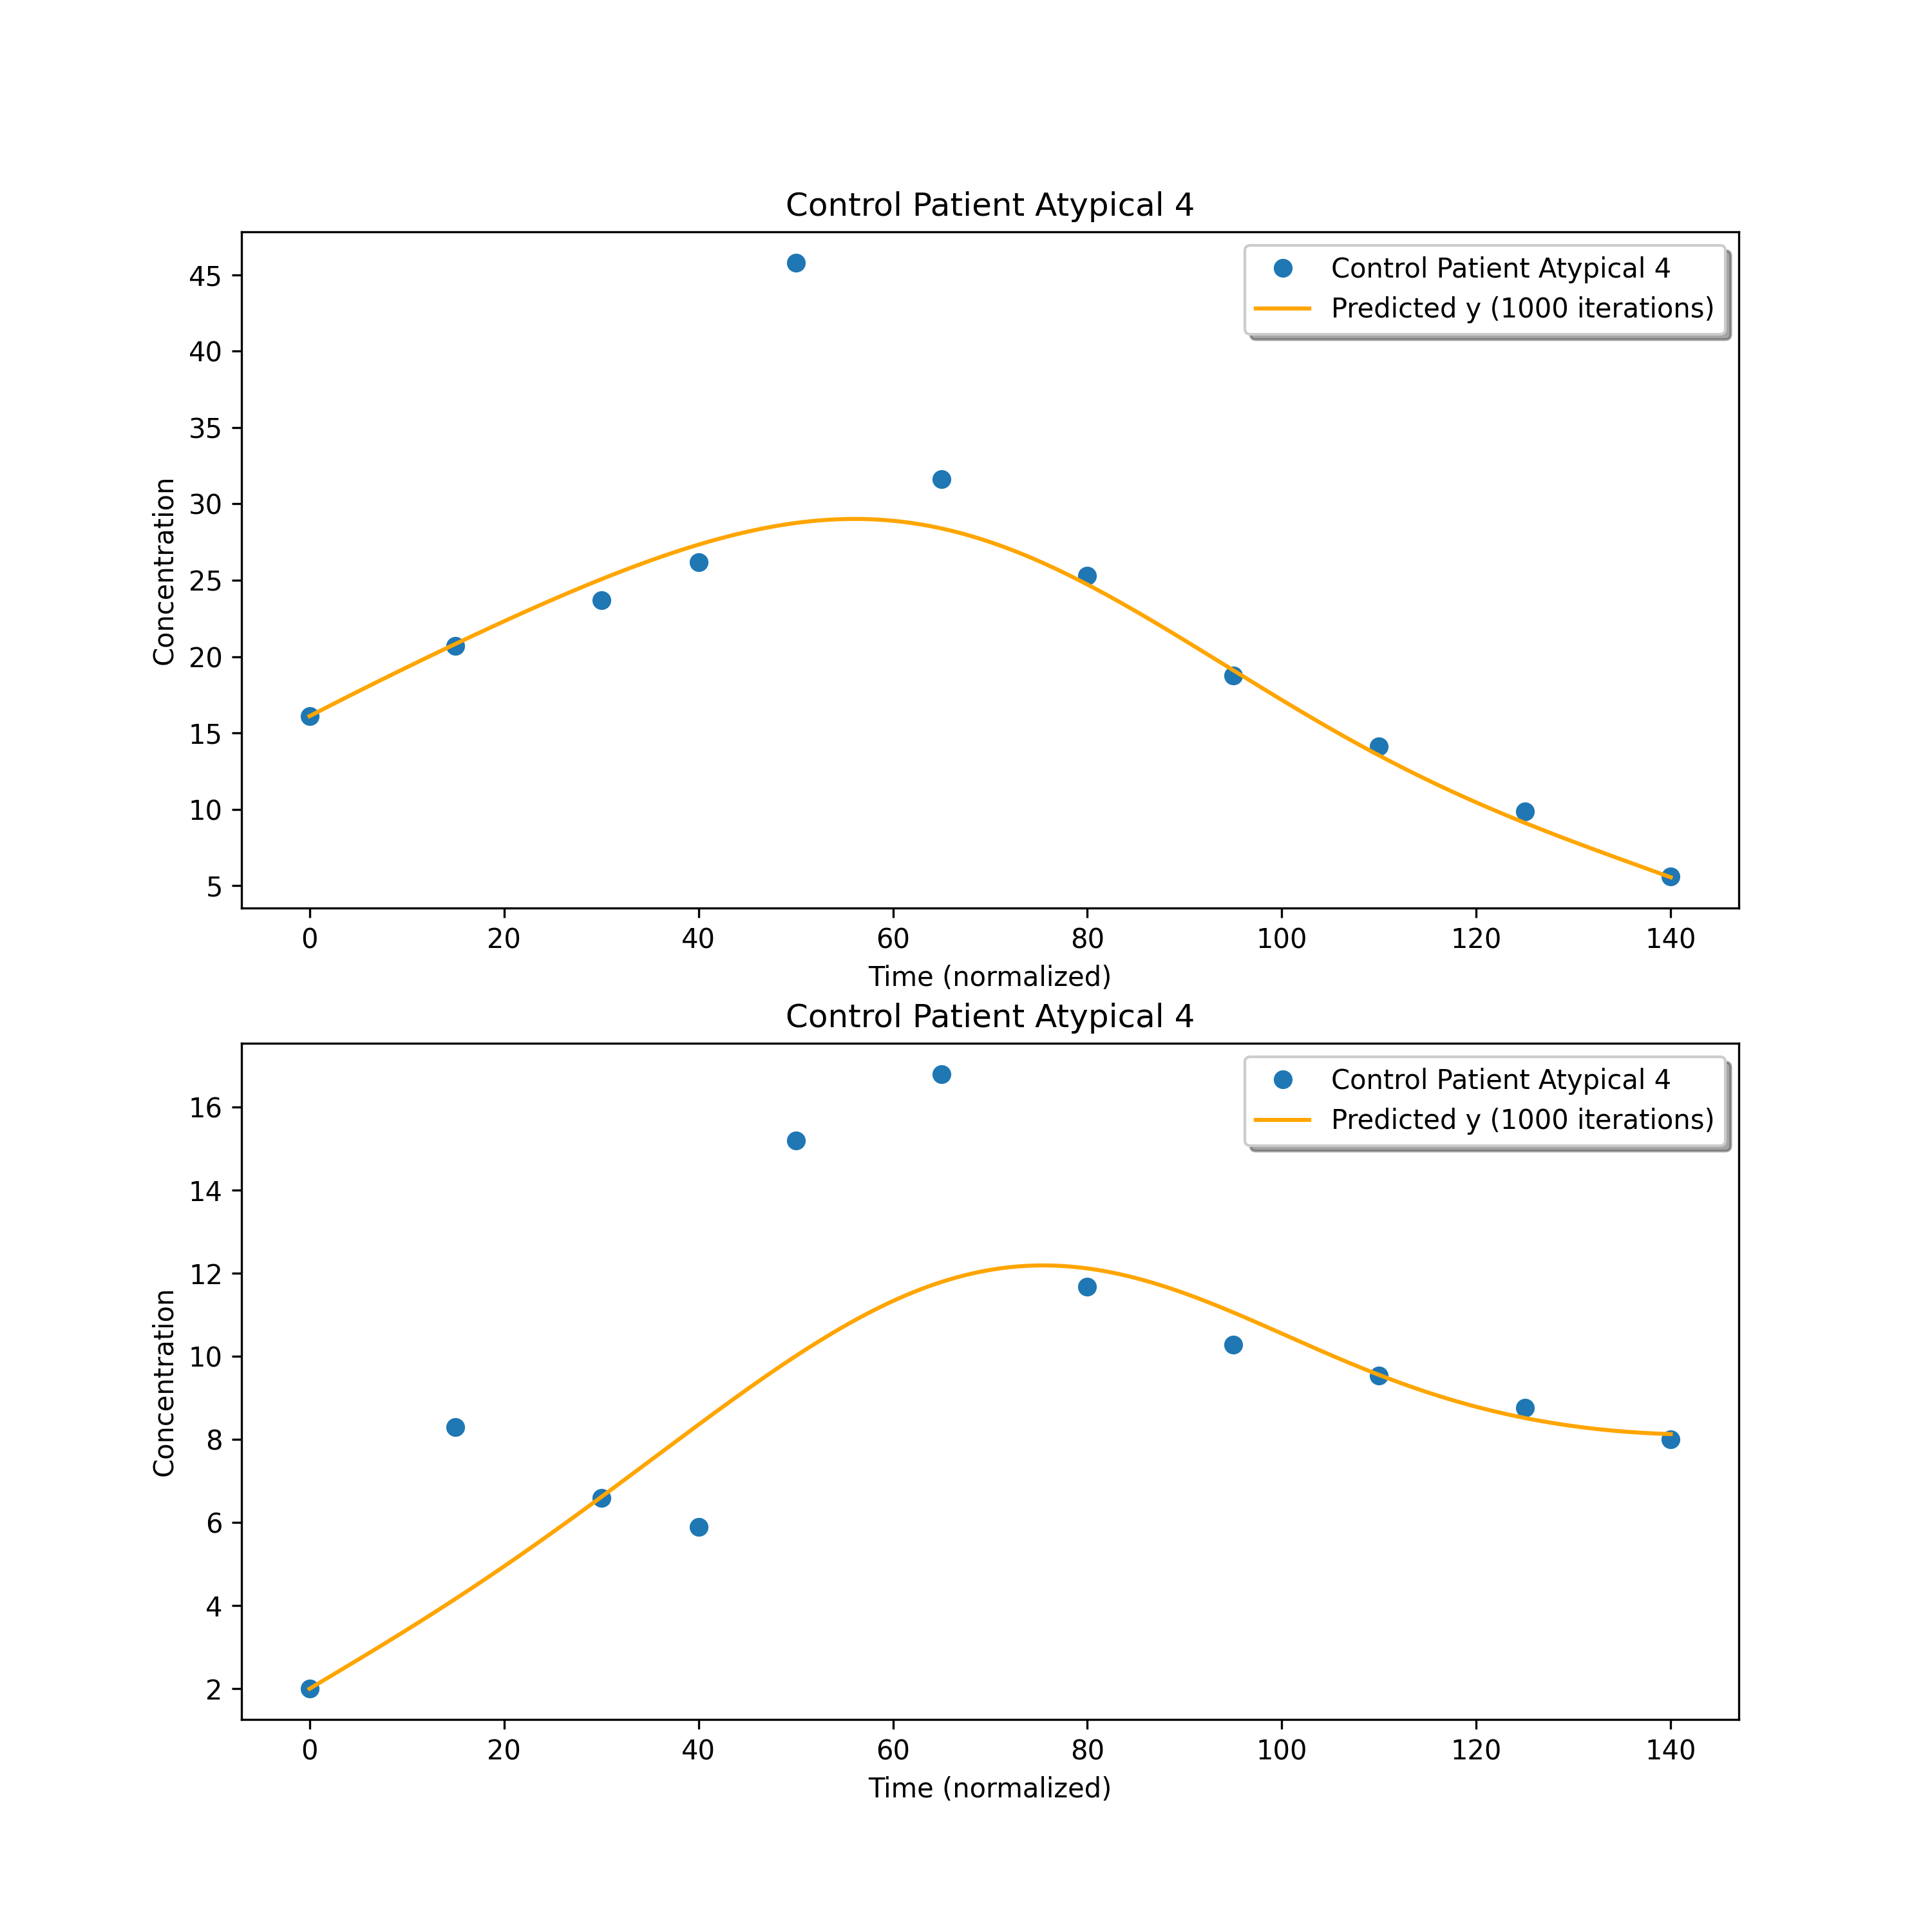 Control Patient Atypical 4
Control Patient Atypical 4
Predicted y (1000 iterations)
45
40
35
30
25
20
15
10
5
Concentration
0 20 40 60 80 100 120 140
Time (normalized)
Control Patient Atypical 4
Control Patient Atypical 4
Predicted y (1000 iterations)
16
14
12
10
8
6
4
2
Concentration
0 20 40 60 80 100 120 140
Time (normalized)